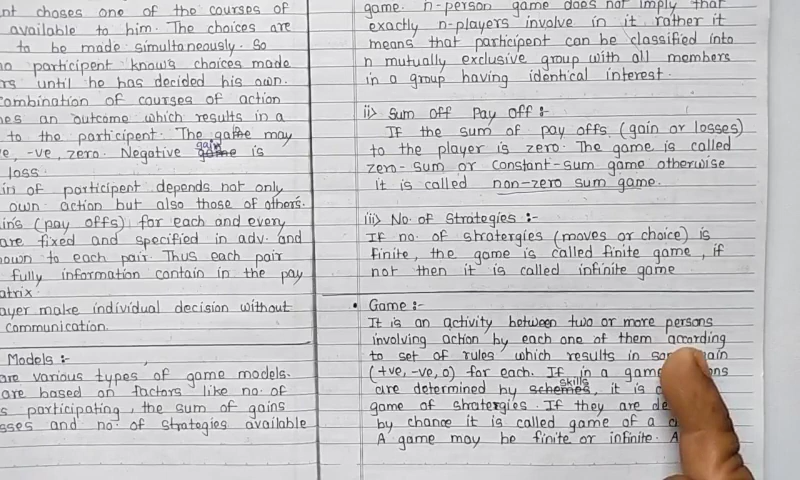 nt choses one of the courses of
available to him. The choices are
to be made simultaneously. So
no participent knows choices made
rs until he has decided his own.
combination of courses of action
nes an outcome which results in a
to the participent. The gain may
e, -ve, zero. Negative gain is
loss.
in of participent depends not only
own action but also those of others.
ins (pay offs) for each and every
are fixed and specified in adv. and
nown to each pair. Thus each pair
fully information contain in the pay
atrix.
ayer make individual decision without
communication.
Models :-
are various types of game models.
are based on factors like no. of
s participating, the sum of gains
sses and no. of strategies available
game. n-person game does not imply that
exactly n-players involve in it rather it
means that participent can be classified into
n mutually exclusive group with all members
in a group having identical interest.
ii) Sum off Pay off :-
IF the sum of pay offs (gain or losses)
to the player is zero. The game is called
zero-sum or constant-sum game otherwise
it is called non-zero sum game.
iii) No. of Strategies :-
IF no. of stratergies (moves or choice) is
finite, the game is called finite game, if
not then it is called infinite game
• Game :-
It is an activity between two or more persons
involving action by each one of them according
to set of rules which results in gain
(+ve, -ve, 0) for each. If in a game
are determined by skills, it is
game of stratergies. If they are
by chance it is called game of a
A game may be finite or infinite. A